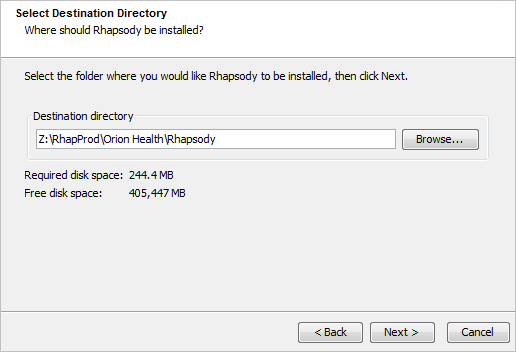 Select Destination Directory
Where should Rhapsody be installed?
Select the folder where you would like Rhapsody to be installed, then click Next.
Destination directory
Z:\RhapProd\Orion Health\Rhapsody
Browse...
Required disk space: 244.4 MB
Free disk space: 405,447 MB
< Back
Next >
Cancel